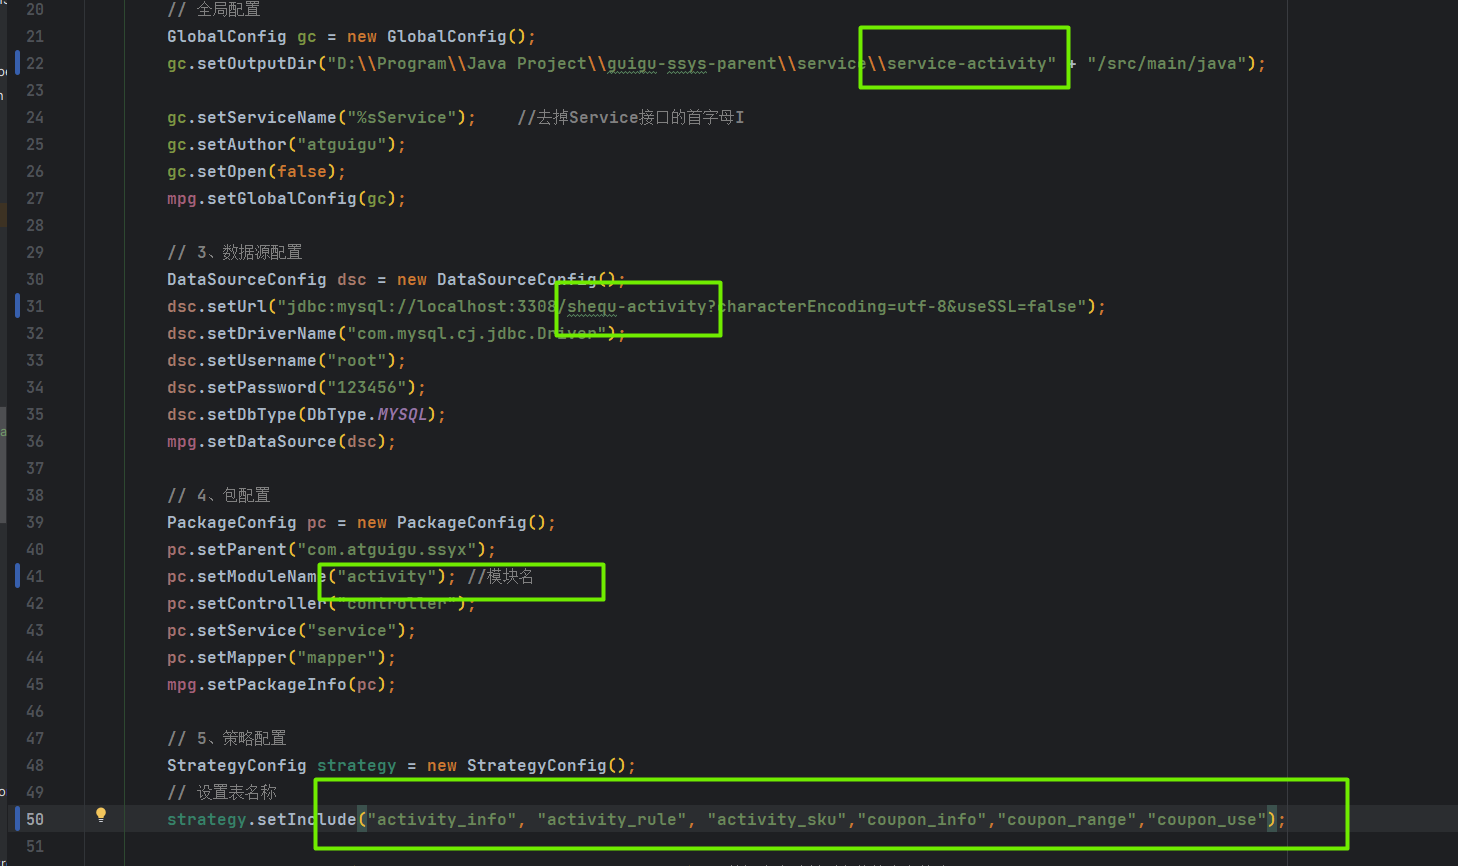 20 // 全局配置
21 GlobalConfig gc = new GlobalConfig();
22 gc.setOutputDir("D:\\Program\\Java Project\\guigu-ssys-parent\\service\\service-activity" + "/src/main/java");
23
24 gc.setServiceName("%sService"); //去掉Service接口的首字母I
25 gc.setAuthor("atguigu");
26 gc.setOpen(false);
27 mpg.setGlobalConfig(gc);
28
29 // 3、数据源配置
30 DataSourceConfig dsc = new DataSourceConfig();
31 dsc.setUrl("jdbc:mysql://localhost:3308/shequ-activity?characterEncoding=utf-8&useSSL=false");
32 dsc.setDriverName("com.mysql.cj.jdbc.Driver");
33 dsc.setUsername("root");
34 dsc.setPassword("123456");
35 dsc.setDbType(DbType.MYSQL);
36 mpg.setDataSource(dsc);
37
38 // 4、包配置
39 PackageConfig pc = new PackageConfig();
40 pc.setParent("com.atguigu.ssyx");
41 pc.setModuleName("activity"); //模块名
42 pc.setController("controller");
43 pc.setService("service");
44 pc.setMapper("mapper");
45 mpg.setPackageInfo(pc);
46
47 // 5、策略配置
48 StrategyConfig strategy = new StrategyConfig();
49 // 设置表名称
50 strategy.setInclude("activity_info", "activity_rule", "activity_sku","coupon_info","coupon_range","coupon_use");
51